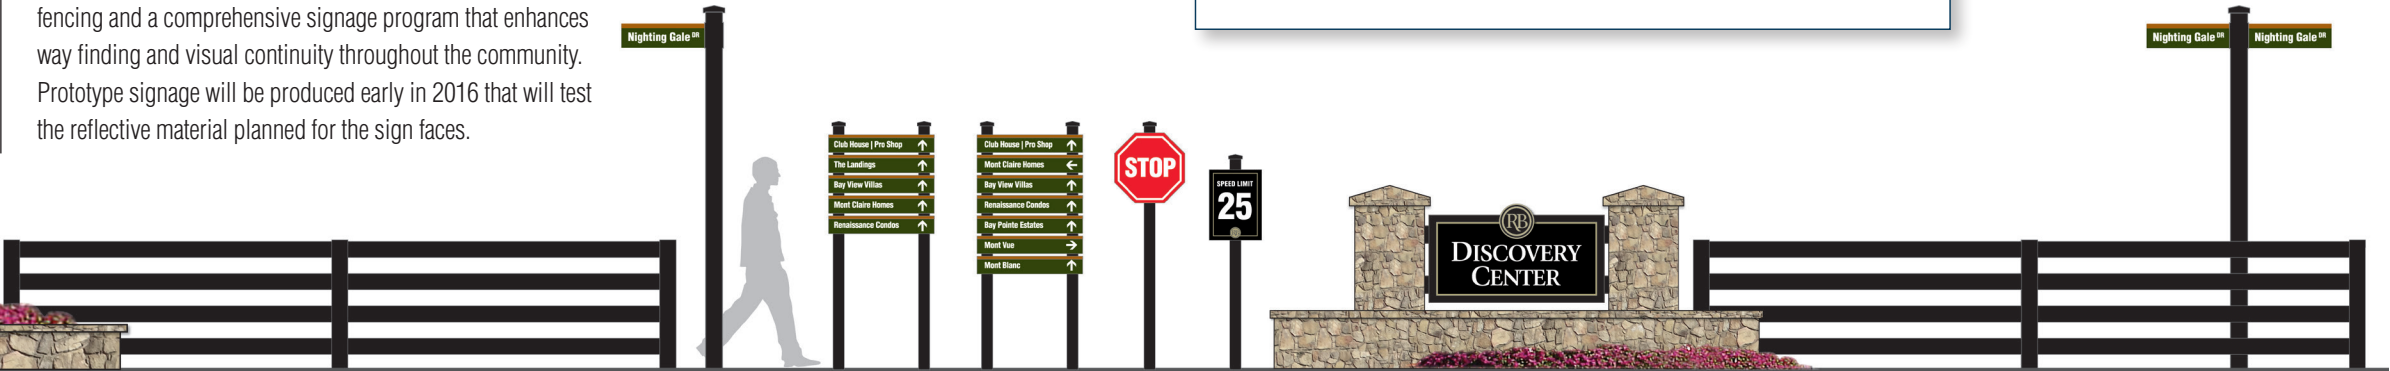 fencing and a comprehensive signage program that enhances
way finding and visual continuity throughout the community.
Prototype signage will be produced early in 2016 that will test
the reflective material planned for the sign faces.
Nighting Gale DR
Club House | Pro Shop
The Landings
Bay View Villas
Mont Claire Homes
Renaissance Condos
Club House | Pro Shop
Mont Claire Homes
Bay View Villas
Renaissance Condos
Bay Pointe Estates
Mont Vue
Mont Blanc
STOP
SPEED LIMIT
25
RB
DISCOVERY
CENTER
Nighting Gale DR
Nighting Gale DR